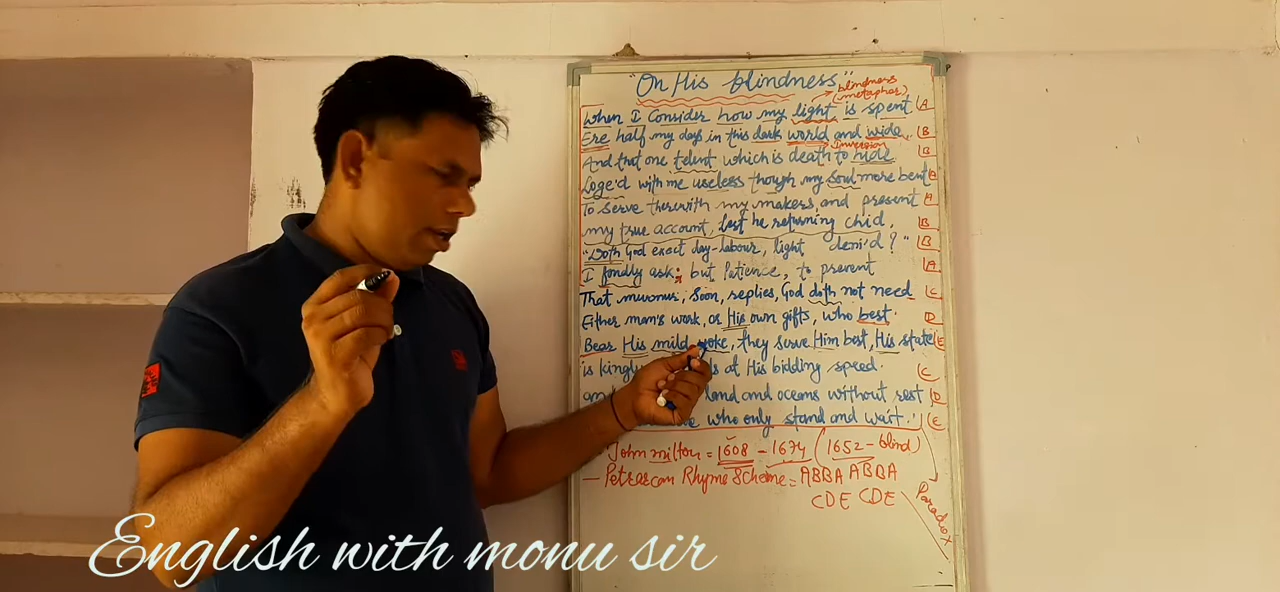 "On His blindness"
blindness
(metaphor)
When I Consider how my light is spent (A
Ere half my days in this dark world and wide, (B
Inversion
And that one telent which is death to hide (B
Loge'd with me useless though my Soul more bent
To Serve therewith my makers, and present A
my true account, lest he returning chid. B
"Doth God exact day-labour, light deni'd?" (B
I fondly ask; but Patience, to prevent (A
That murmur, Soon, replies, God doth not need (C
Either man's work, or His own gifts, who best. (D
Bear His mild yoke, they serve Him best, His state (E
is kingly at His bidding speed. (C
land and oceans without rest (D
who only stand and wait." (E
John milton = 1608 - 1674 (1652 - blind)
- Petrarcan Rhyme Scheme = ABBA ABBA
CDE CDE
Paradox
English with monu sir